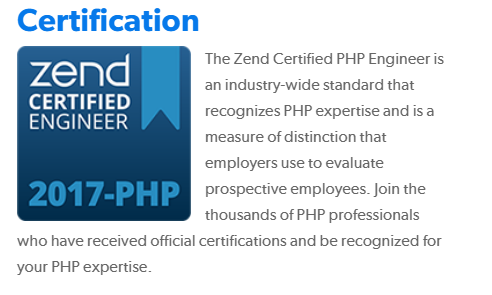 Certification
zend
CERTIFIED
ENGINEER
2017-PHP
The Zend Certified PHP Engineer is
an industry-wide standard that
recognizes PHP expertise and is a
measure of distinction that
employers use to evaluate
prospective employees. Join the
thousands of PHP professionals
who have received official certifications and be recognized for
your PHP expertise.